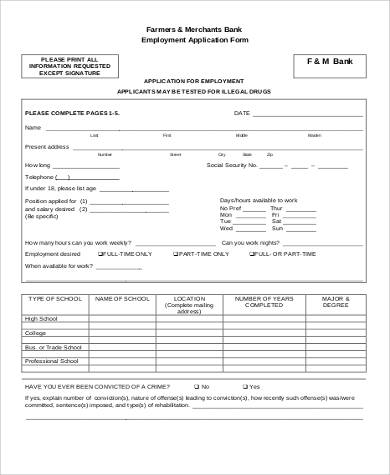 Farmers & Merchants Bank
Employment Application Form
PLEASE PRINT ALL
INFORMATION REQUESTED
EXCEPT SIGNATURE
F & M Bank
APPLICATION FOR EMPLOYMENT
APPLICANTS MAY BE TESTED FOR ILLEGAL DRUGS
PLEASE COMPLETE PAGES 1-5. DATE
Name
Last First Middle Maiden
Present address
Number Street City State Zip
How long Social Security No. – –
Telephone ( )
If under 18, please list age
Position applied for (1)
and salary desired (2)
(Be specific)
Days/hours available to work
No Pref Thur
Mon Fri
Tue Sat
Wed Sun
How many hours can you work weekly? Can you work nights?
Employment desired ❑FULL-TIME ONLY ❑PART-TIME ONLY ❑FULL- OR PART-TIME
When available for work?
TYPE OF SCHOOL NAME OF SCHOOL LOCATION (Complete mailing address) NUMBER OF YEARS COMPLETED MAJOR & DEGREE
High School
College
Bus. or Trade School
Professional School
HAVE YOU EVER BEEN CONVICTED OF A CRIME? ❑ No ❑ Yes
If yes, explain number of conviction(s), nature of offense(s) leading to conviction(s), how recently such offense(s) was/were
committed, sentence(s) imposed, and type(s) of rehabilitation.